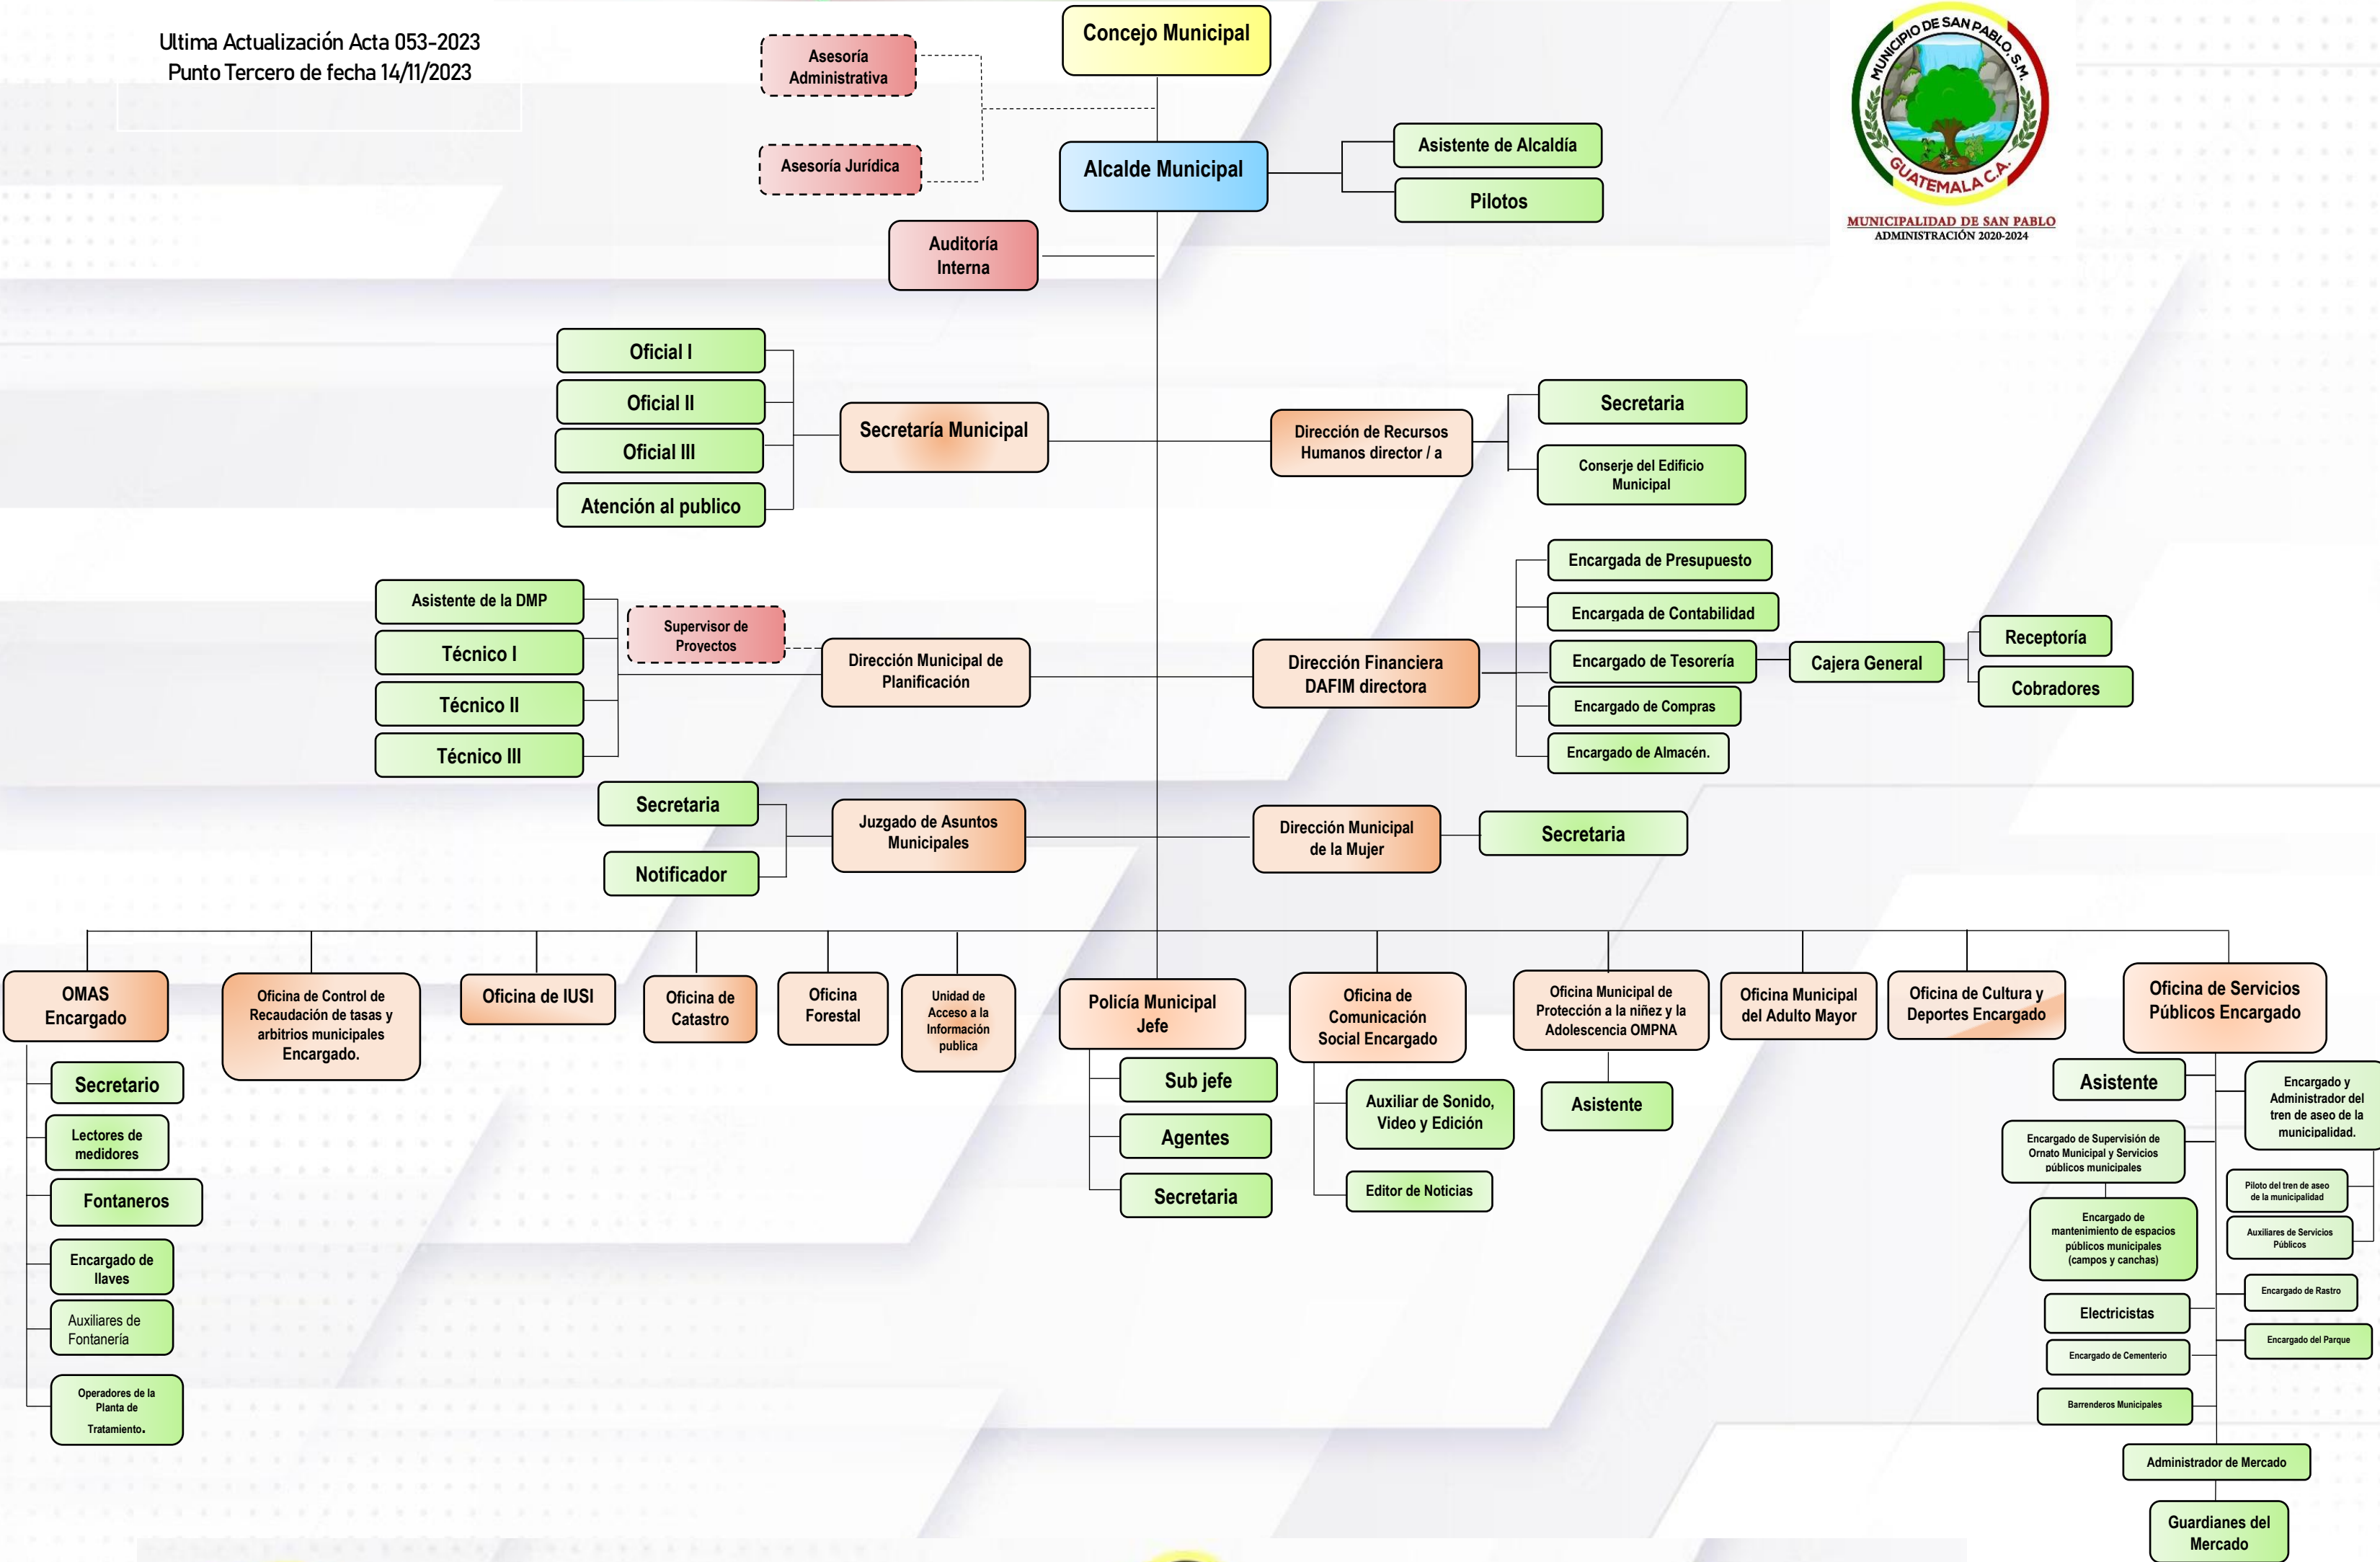 Ultima Actualización Acta 053-2023
Punto Tercero de fecha 14/11/2023
Concejo Municipal
Asesoría
Administrativa
Asesoría Jurídica
Alcalde Municipal
Asistente de Alcaldía
Pilotos
MUNICIPIO DE SAN PABLO, S.M.
GUATEMALA C.A.
MUNICIPALIDAD DE SAN PABLO
ADMINISTRACIÓN 2020-2024
Auditoría
Interna
Oficial I
Oficial II
Oficial III
Atención al publico
Secretaría Municipal
Dirección de Recursos
Humanos director / a
Secretaria
Conserje del Edificio
Municipal
Asistente de la DMP
Técnico I
Técnico II
Técnico III
Supervisor de
Proyectos
Dirección Municipal de
Planificación
Dirección Financiera
DAFIM directora
Encargada de Presupuesto
Encargada de Contabilidad
Encargado de Tesorería
Encargado de Compras
Encargado de Almacén.
Cajera General
Receptoría
Cobradores
Secretaria
Notificador
Juzgado de Asuntos
Municipales
Dirección Municipal
de la Mujer
Secretaria
OMAS
Encargado
Secretario
Lectores de
medidores
Fontaneros
Encargado de
llaves
Auxiliares de
Fontanería
Operadores de la
Planta de
Tratamiento.
Oficina de Control de
Recaudación de tasas y
arbitrios municipales
Encargado.
Oficina de IUSI
Oficina de
Catastro
Oficina
Forestal
Unidad de
Acceso a la
Información
publica
Policía Municipal
Jefe
Sub jefe
Agentes
Secretaria
Oficina de
Comunicación
Social Encargado
Auxiliar de Sonido,
Video y Edición
Editor de Noticias
Oficina Municipal de
Protección a la niñez y la
Adolescencia OMPNA
Asistente
Oficina Municipal
del Adulto Mayor
Oficina de Cultura y
Deportes Encargado
Oficina de Servicios
Públicos Encargado
Asistente
Encargado y
Administrador del
tren de aseo de la
municipalidad.
Encargado de Supervisión de
Ornato Municipal y Servicios
públicos municipales
Piloto del tren de aseo
de la municipalidad
Encargado de
mantenimiento de espacios
públicos municipales
(campos y canchas)
Auxiliares de Servicios
Públicos
Encargado de Rastro
Electricistas
Encargado del Parque
Encargado de Cementerio
Barrenderos Municipales
Administrador de Mercado
Guardianes del
Mercado